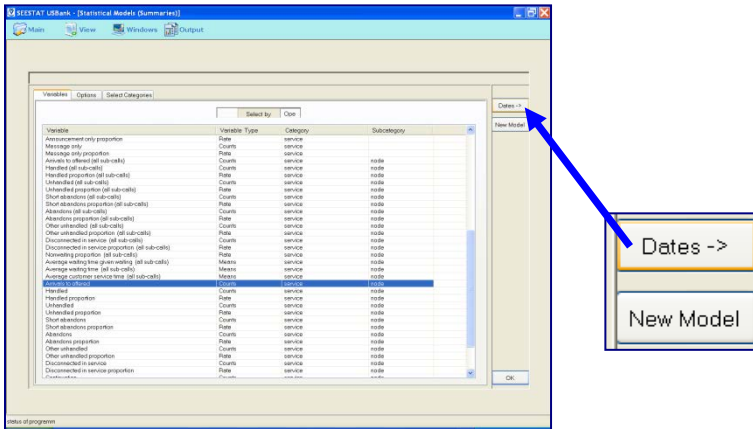 SEESTAT USBank - [Statistical Models (Summaries)]
Main View Windows Output
Variables Options Select Categories
Select by Ope
Dates ->
New Model
Variable Variable Type Category Subcategory
Announcement only proportion Rate service
Message only Counts service
Message only proportion Rate service
Arrivals to offered (all sub-calls) Counts service node
Handled (all sub-calls) Counts service node
Handled proportion (all sub-calls) Rate service node
Unhandled (all sub-calls) Counts service node
Unhandled proportion (all sub-calls) Rate service node
Short abandons (all sub-calls) Counts service node
Short abandons proportion (all sub-calls) Rate service node
Abandons (all sub-calls) Counts service node
Abandons proportion (all sub-calls) Rate service node
Other unhandled (all sub-calls) Counts service node
Other unhandled proportion (all sub-calls) Rate service node
Disconnected in service (all sub-calls) Counts service node
Disconnected in service proportion (all sub-calls) Rate service node
Nonwaiting proportion (all sub-calls) Rate service node
Average waiting time given waiting (all sub-calls) Means service node
Average waiting time (all sub-calls) Means service node
Average customer service time (all sub-calls) Means service node
Arrivals to offered Counts service node
Handled Counts service node
Handled proportion Rate service node
Unhandled Counts service node
Unhandled proportion Rate service node
Short abandons Counts service node
Short abandons proportion Rate service node
Abandons Counts service node
Abandons proportion Rate service node
Other unhandled Counts service node
Other unhandled proportion Rate service node
Disconnected in service Counts service node
Disconnected in service proportion Rate service node
OK
status of programm
Dates ->
New Model